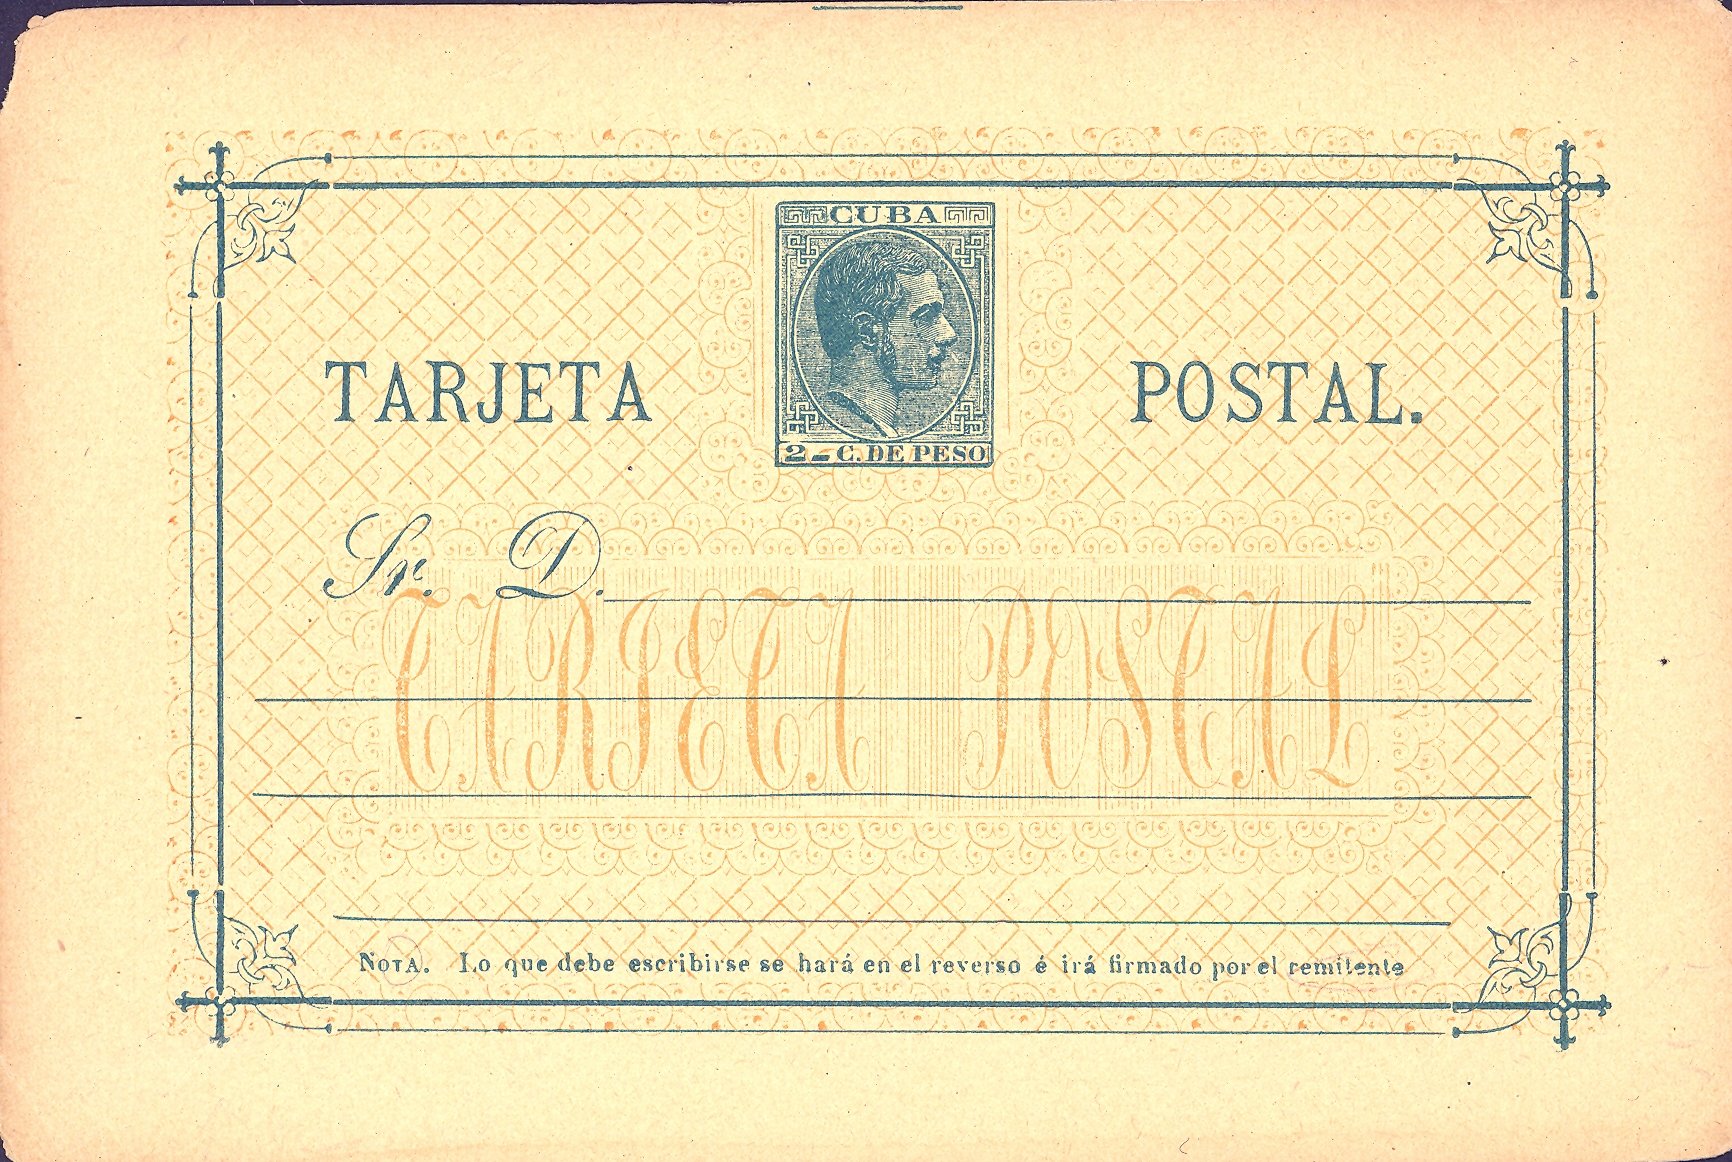 CUBA
TARJETA POSTAL.
2 C. DE PESO
Sr. D.
TARJETA POSTAL
NOTA. Lo que debe escribirse se hará en el reverso é irá firmado por el remitente